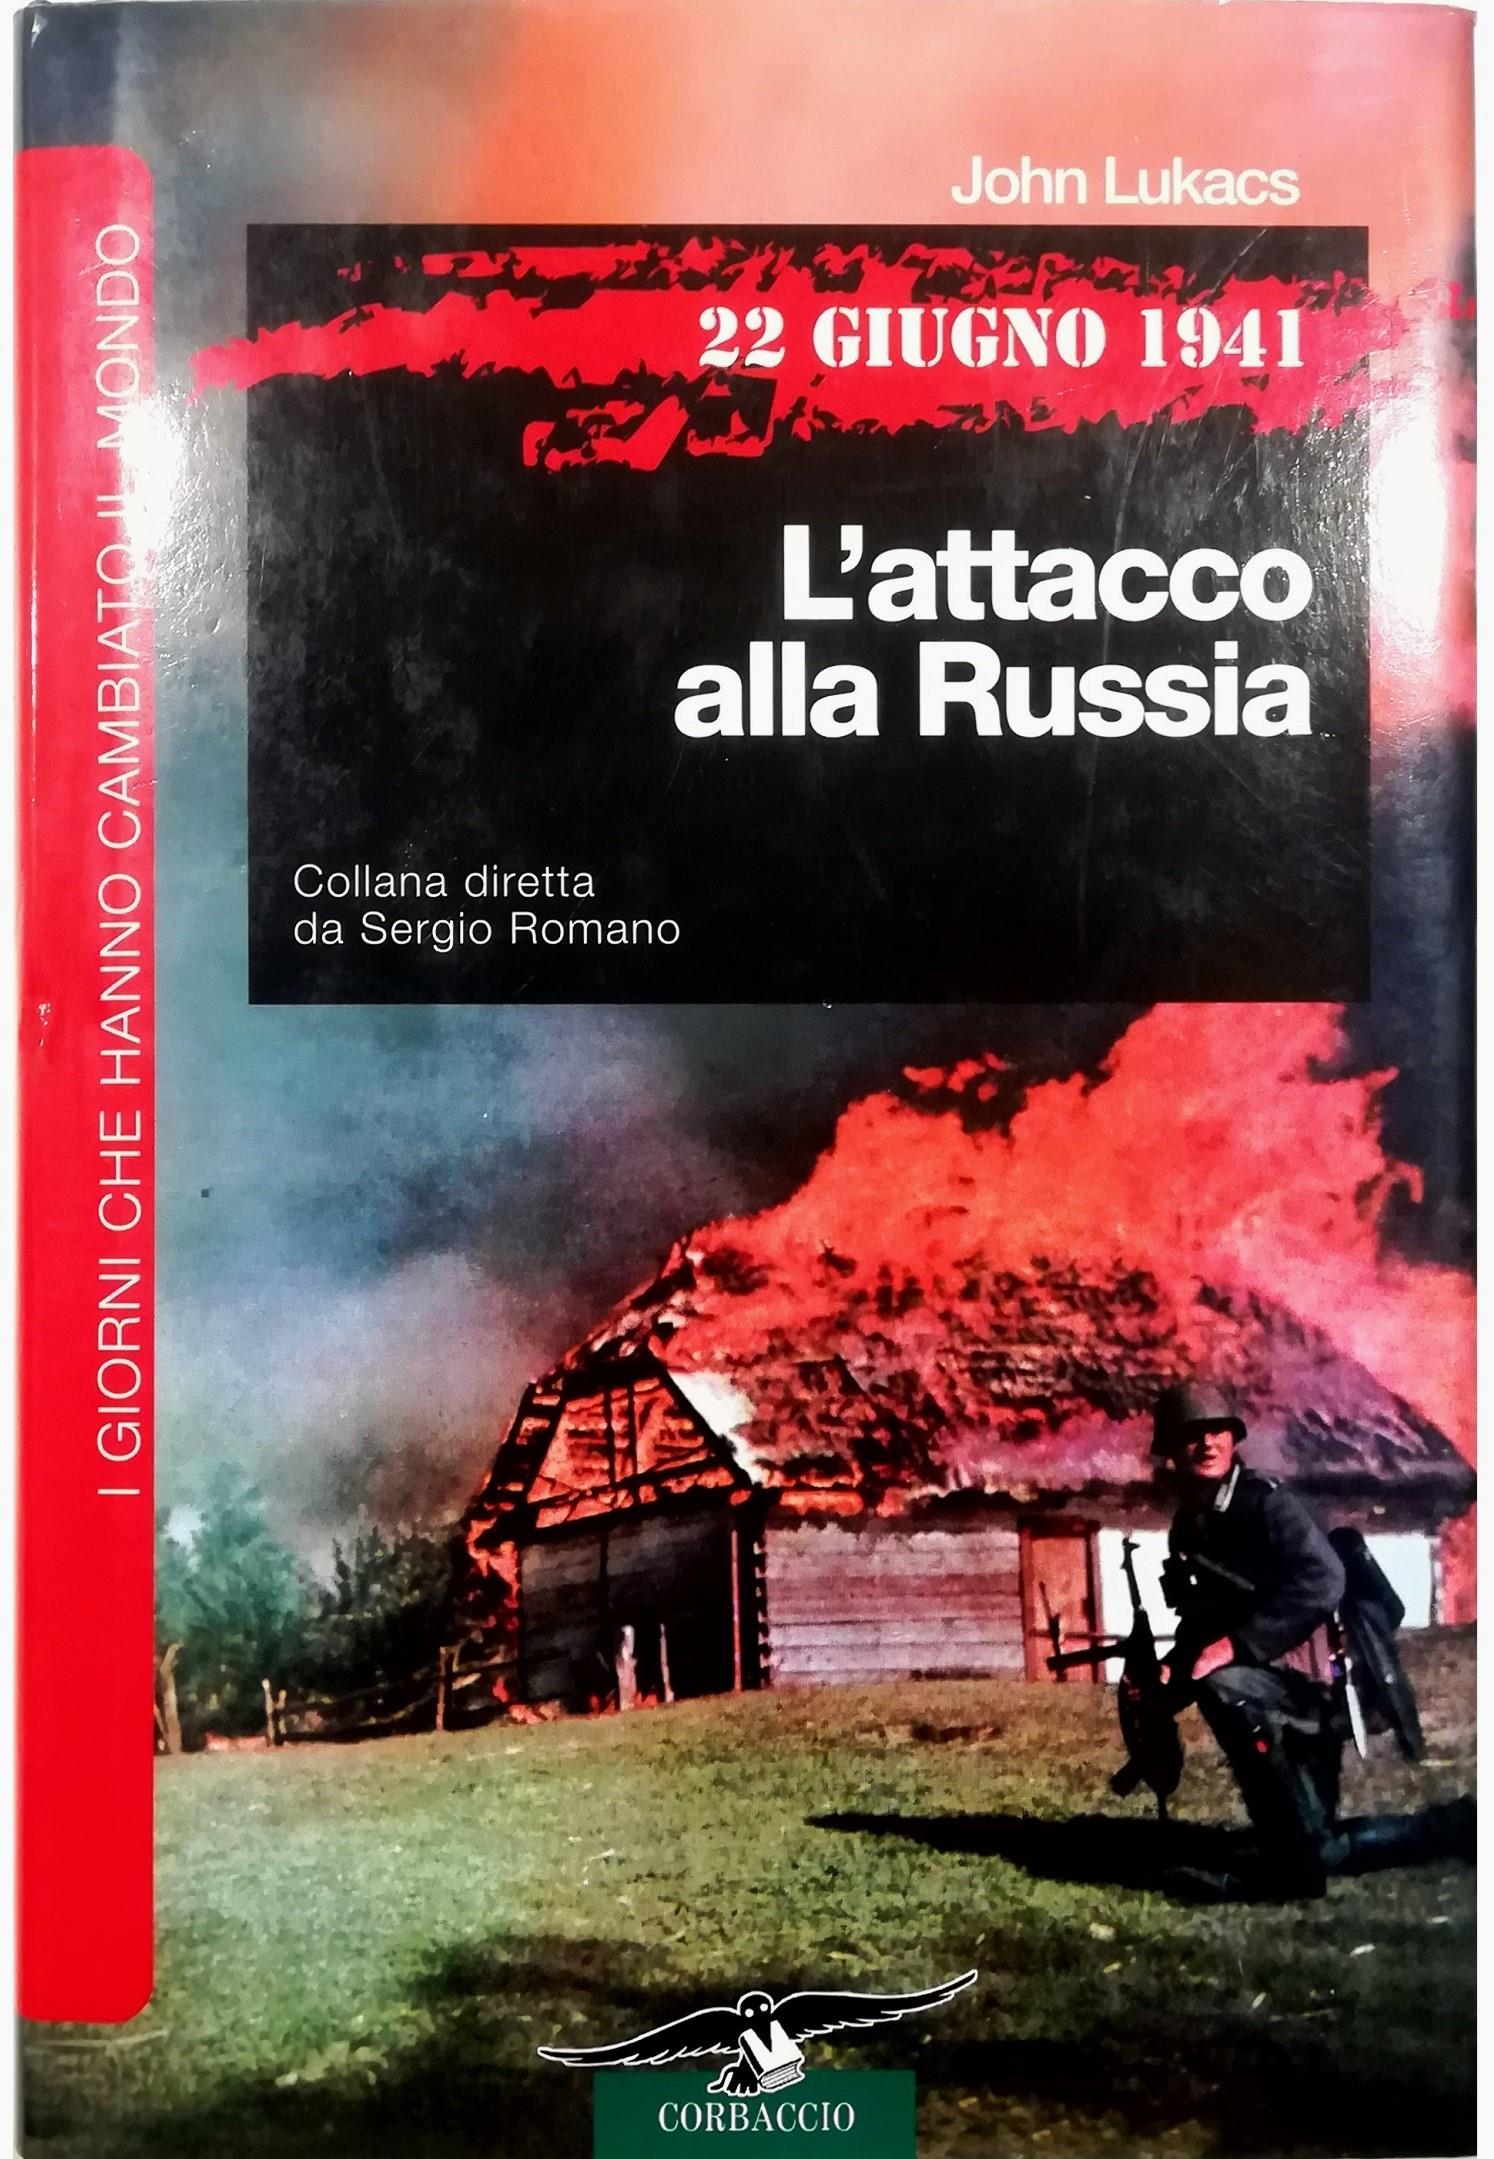 John Lukacs
22 GIUGNO 1941
L'attacco
alla Russia
Collana diretta
da Sergio Romano
I GIORNI CHE HANNO CAMBIATO IL MONDO
CORBACCIO